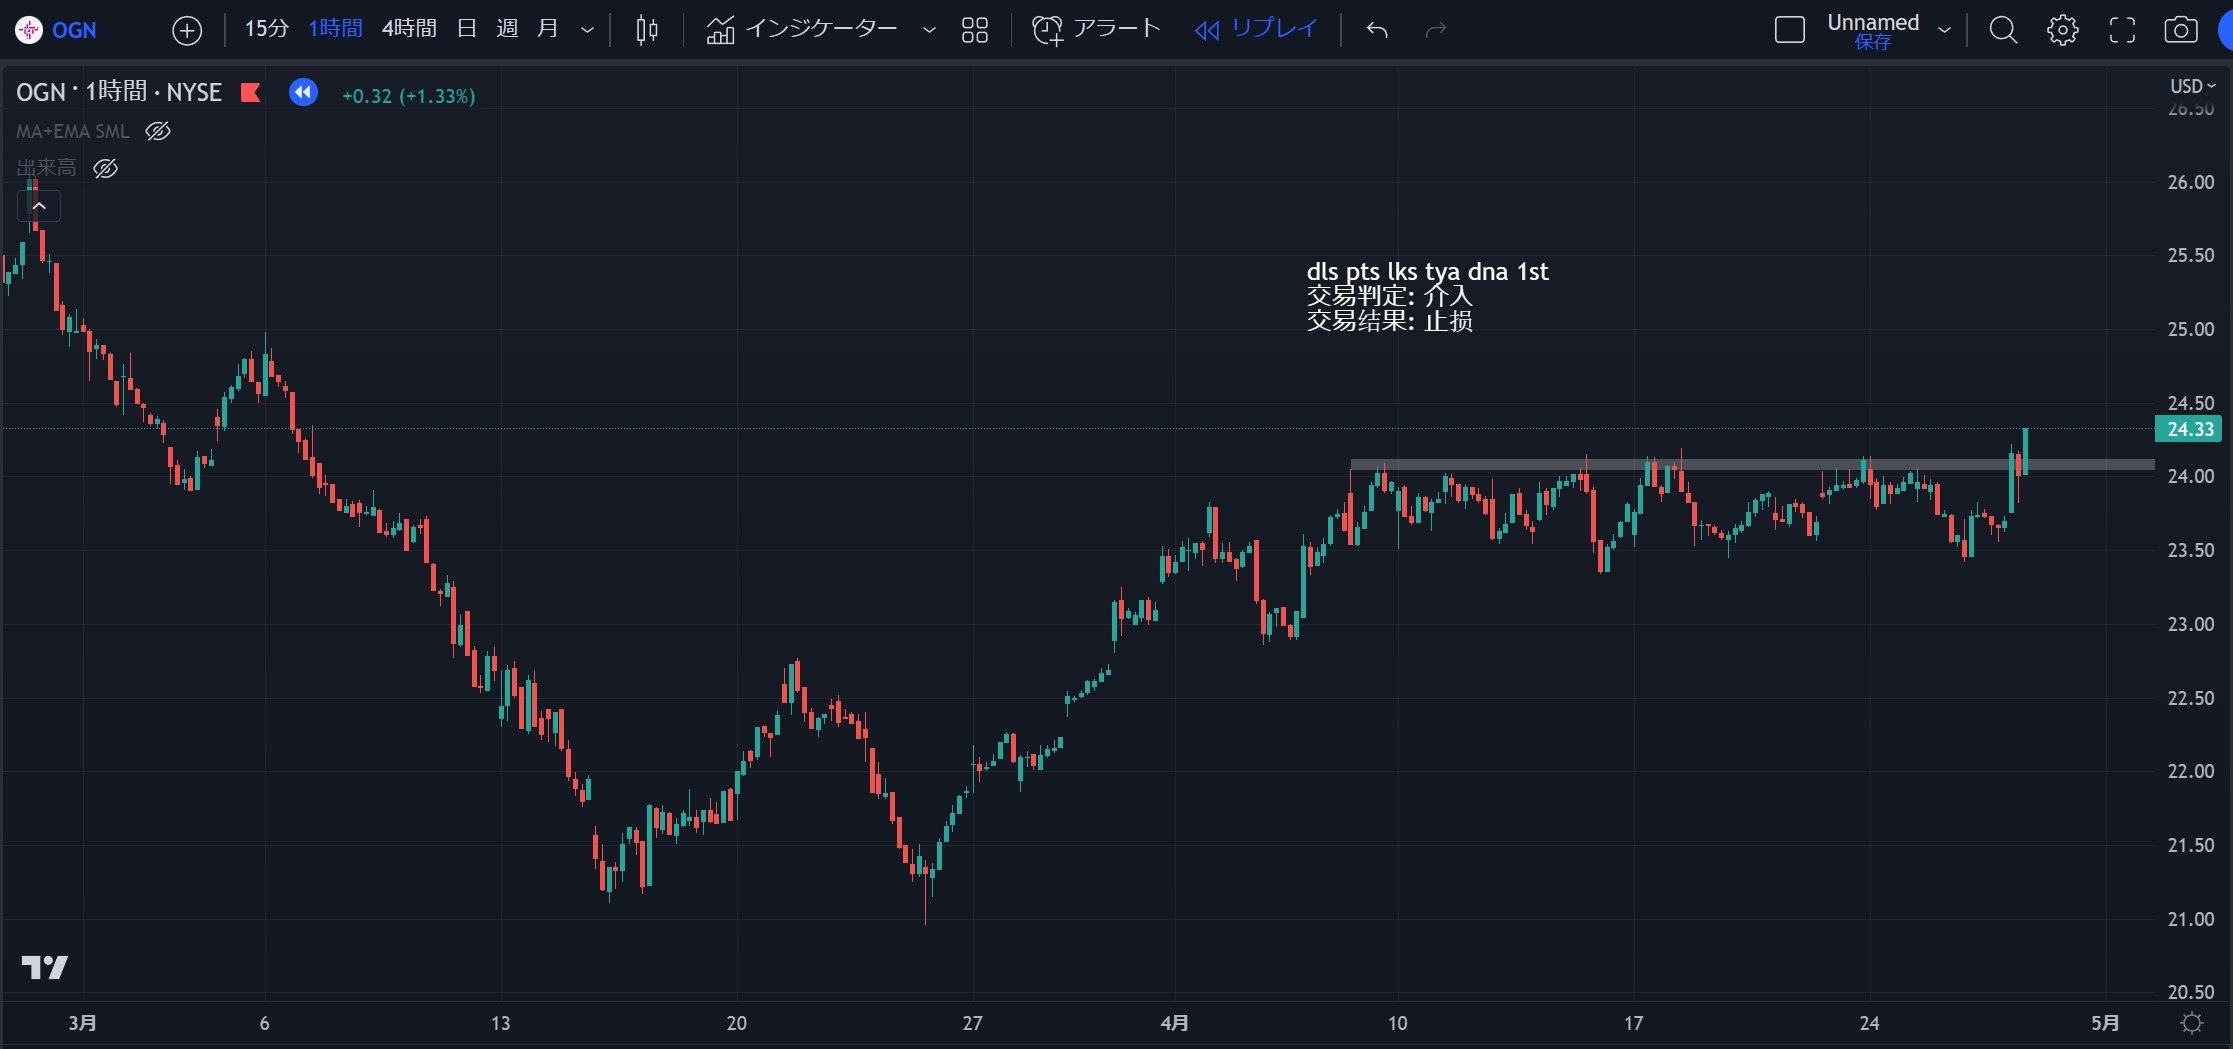 OGN
15分 1時間 4時間 日 週 月
インジケーター
アラート
リプレイ
Unnamed
保存
OGN · 1時間 · NYSE
+0.32 (+1.33%)
USD
MA+EMA SML
出来高
26.50
26.00
25.50
25.00
24.50
24.33
24.00
23.50
23.00
22.50
22.00
21.50
21.00
20.50
dls pts lks tya dna 1st
交易判定: 介入
交易结果: 止损
3月 6 13 20 27 4月 10 17 24 5月